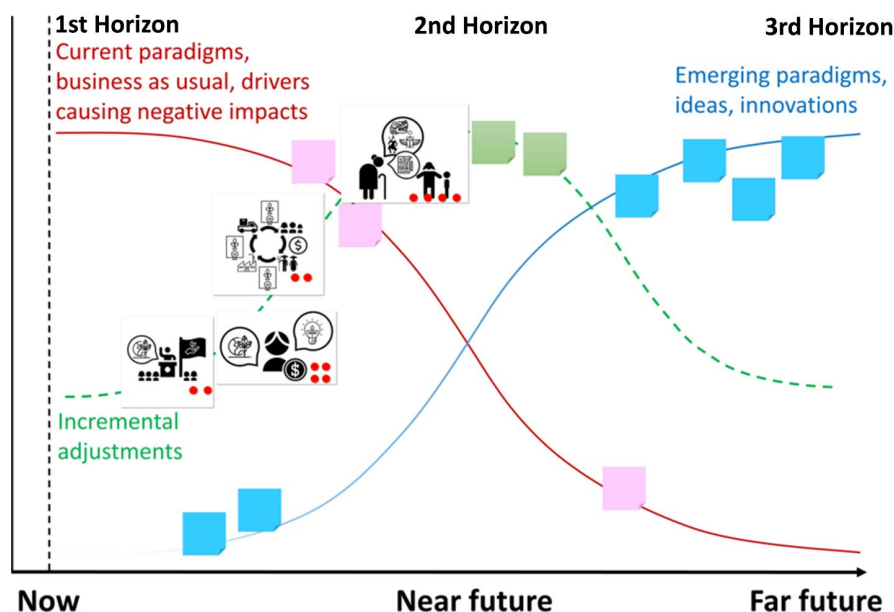 1st Horizon
2nd Horizon
3rd Horizon
Current paradigms,
business as usual, drivers
causing negative impacts
Emerging paradigms,
ideas, innovations
$
$
Incremental
adjustments
Now
Near future
Far future